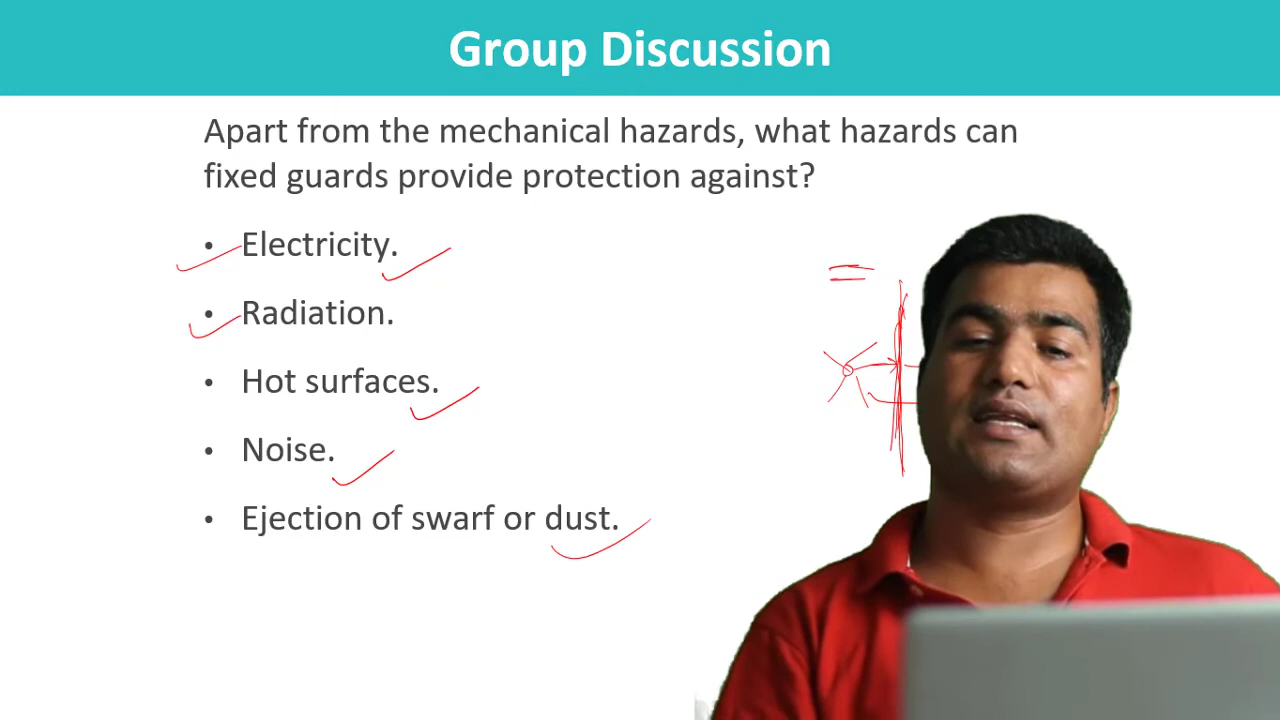 Group Discussion
Apart from the mechanical hazards, what hazards can
fixed guards provide protection against?
• Electricity.
• Radiation.
• Hot surfaces.
• Noise.
• Ejection of swarf or dust.